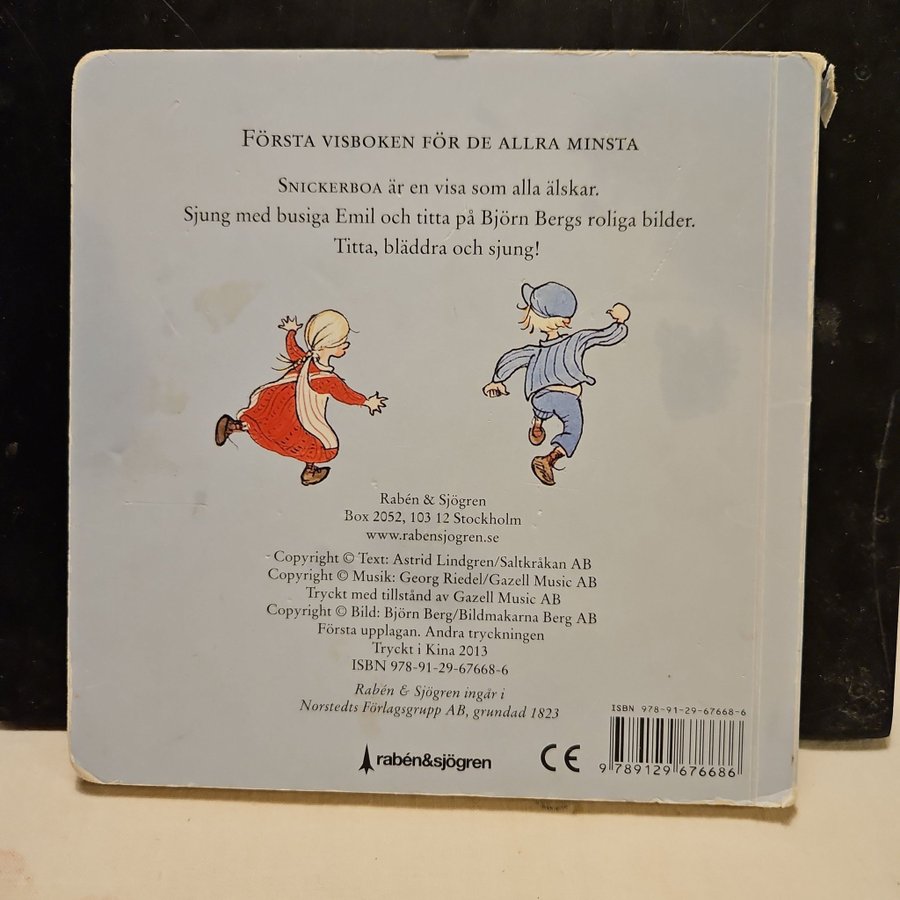 FÖRSTA VISBOKEN FÖR DE ALLRA MINSTA
SNICKERBOA är en visa som alla älskar.
Sjung med busiga Emil och titta på Björn Bergs roliga bilder.
Titta, bläddra och sjung!
Rabén & Sjögren
Box 2052, 103 12 Stockholm
www.rabensjogren.se
Copyright © Text: Astrid Lindgren/Saltkråkan AB
Copyright © Musik: Georg Riedel/Gazell Music AB
Tryckt med tillstånd av Gazell Music AB
Copyright © Bild: Björn Berg/Bildmakarna Berg AB
Första upplagan. Andra tryckningen
Tryckt i Kina 2013
ISBN 978-91-29-67668-6
Rabén & Sjögren ingår i
Norstedts Förlagsgrupp AB, grundad 1823
rabén&sjögren
CE
ISBN 978-91-29-67668-6
9 789129 676686